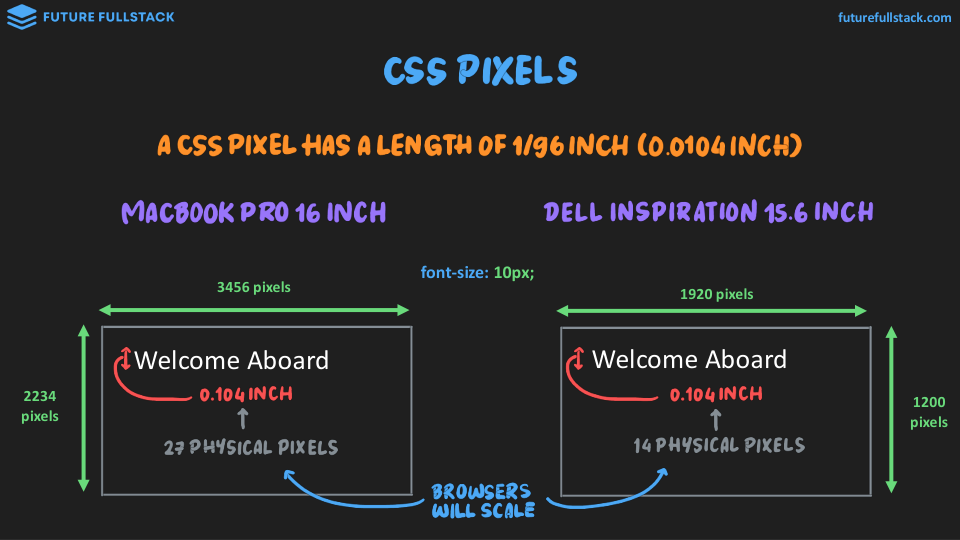 FUTURE FULLSTACK
futurefullstack.com
CSS PIXELS
A CSS PIXEL HAS A LENGTH OF 1/96 INCH (0.0104 INCH)
MACBOOK PRO 16 INCH
DELL INSPIRATION 15.6 INCH
font-size: 10px;
3456 pixels
1920 pixels
Welcome Aboard
Welcome Aboard
0.104 INCH
0.104 INCH
2234
pixels
1200
pixels
27 PHYSICAL PIXELS
14 PHYSICAL PIXELS
BROWSERS
WILL SCALE